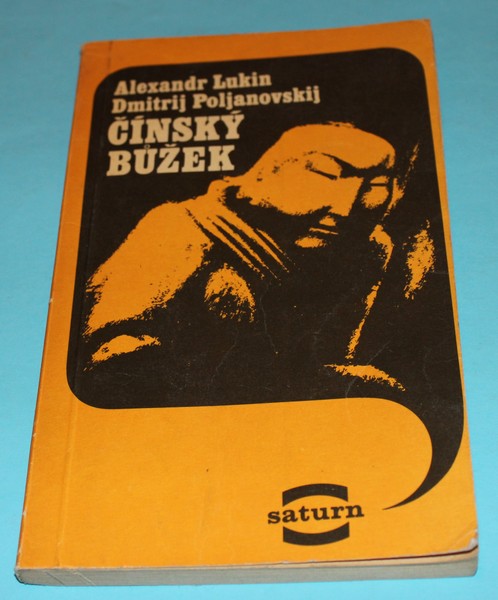 Alexandr Lukin
Dmitrij Poljanovskij
ČÍNSKÝ
BŮŽEK
saturn